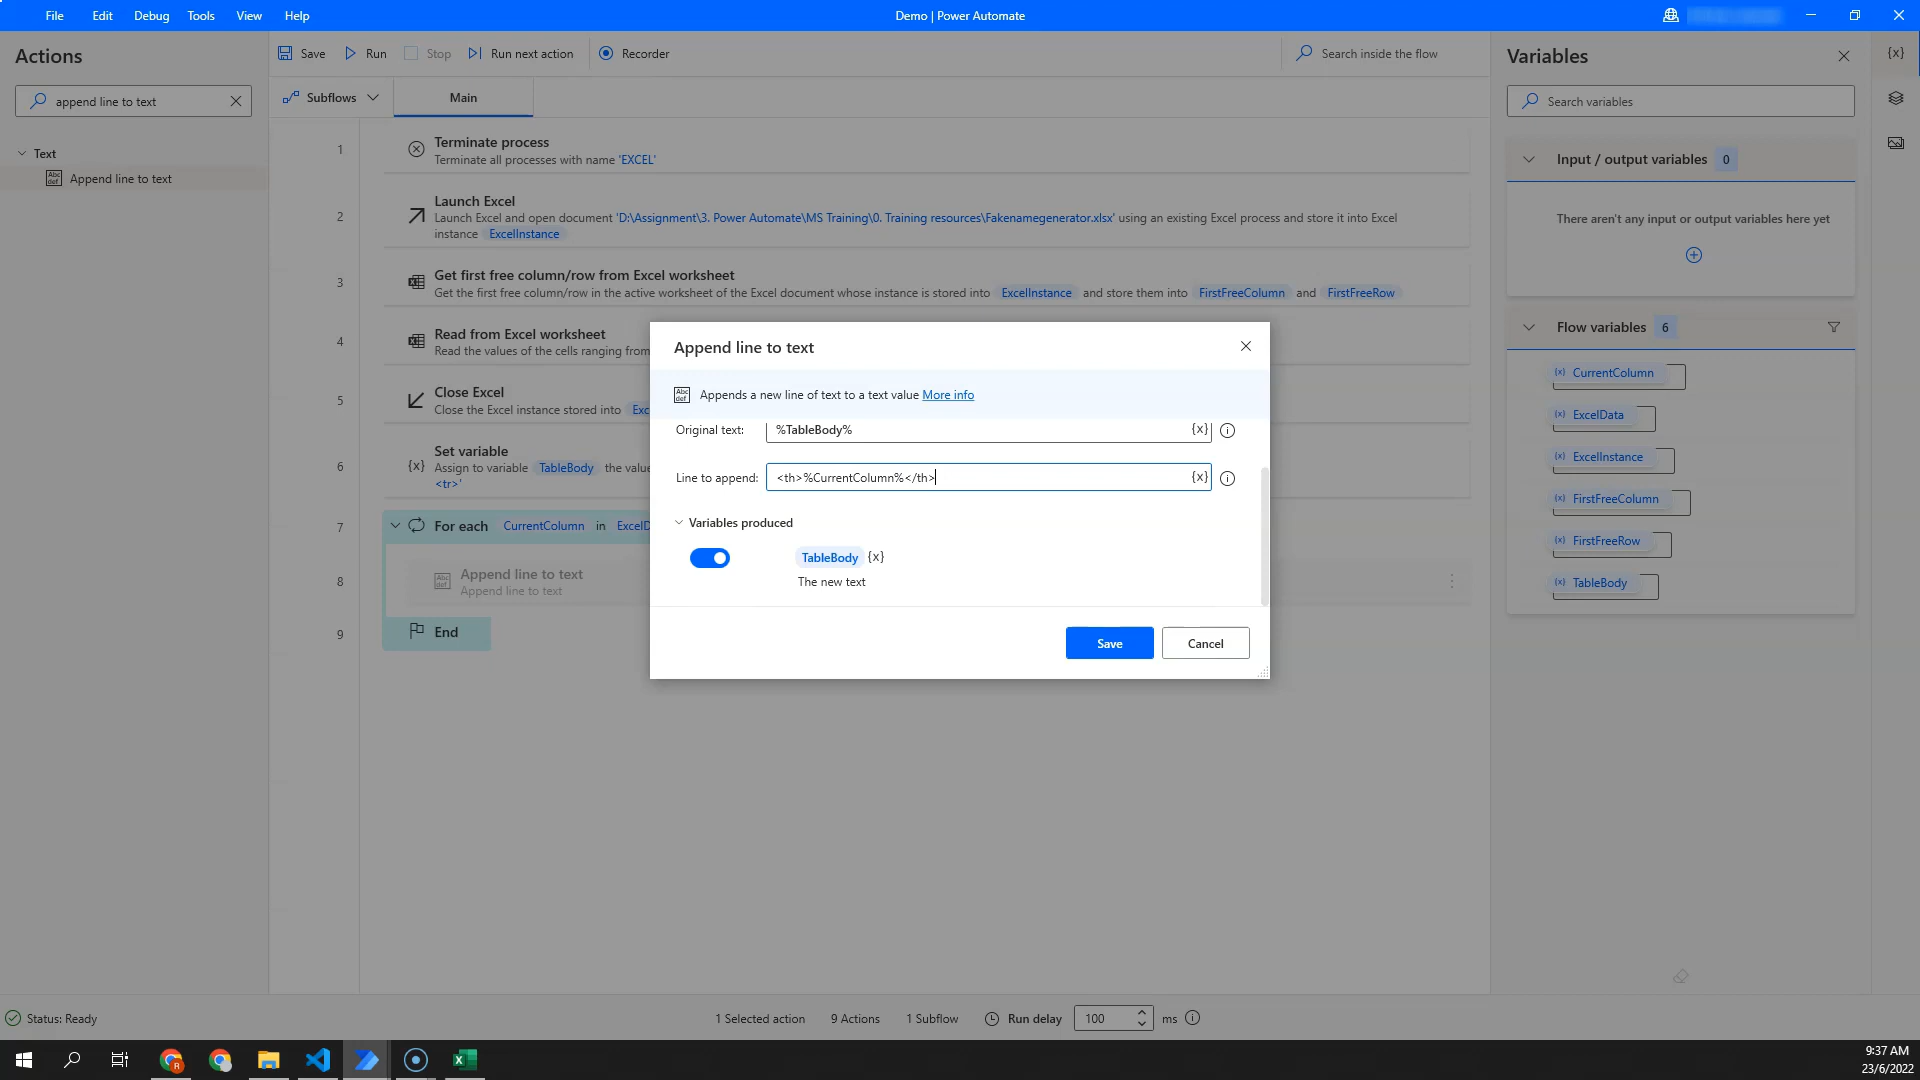 File Edit Debug Tools View Help
Demo | Power Automate
Actions
append line to text
Text
Append line to text
Save Run Stop Run next action Recorder
Search inside the flow
Subflows Main
1
Terminate process
Terminate all processes with name 'EXCEL'
2
Launch Excel
Launch Excel and open document 'D:\Assignment\3. Power Automate\MS Training\0. Training resources\Fakenamegenerator.xlsx' using an existing Excel process and store it into Excel
instance ExcelInstance
3
Get first free column/row from Excel worksheet
Get the first free column/row in the active worksheet of the Excel document whose instance is stored into ExcelInstance and store them into FirstFreeColumn and FirstFreeRow
4
Read from Excel worksheet
Read the values of the cells ranging from
5
Close Excel
Close the Excel instance stored into Exc
6
{x}
Set variable
Assign to variable TableBody the value
<tr>'
7
For each CurrentColumn in ExcelD
8
Append line to text
Append line to text
9
End
Append line to text
Abc
def
Appends a new line of text to a text value More info
Original text: %TableBody% {x}
Line to append: <th>%CurrentColumn%</th> {x}
Variables produced
TableBody {x}
The new text
Save Cancel
Variables
{x}
Search variables
Input / output variables 0
There aren't any input or output variables here yet
Flow variables 6
(x) CurrentColumn
(x) ExcelData
(x) ExcelInstance
(x) FirstFreeColumn
(x) FirstFreeRow
(x) TableBody
Status: Ready
1 Selected action 9 Actions 1 Subflow Run delay 100 ms
9:37 AM
23/6/2022